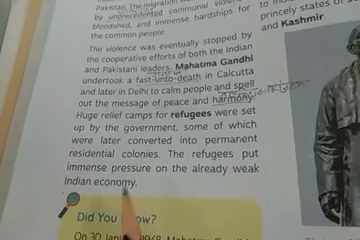 Pakistan. The migration was
by unprecedented communal violence,
bloodshed, and immense hardships for
the common people.
The violence was eventually stopped by
the cooperative efforts of both the Indian
and Pakistani leaders. Mahatma Gandhi
undertook a fast-unto-death in Calcutta
and later in Delhi to calm people and spell
out the message of peace and harmony.
Huge relief camps for refugees were set
up by the government, some of which
were later converted into permanent
residential colonies. The refugees put
immense pressure on the already weak
Indian economy.
Did You Know?
On 30 1948, Mahatma
princely states of
and Kashmir.